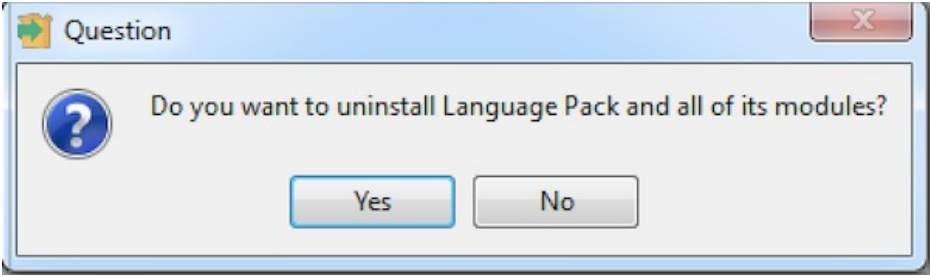 Question
Do you want to uninstall Language Pack and all of its modules?
Yes
No